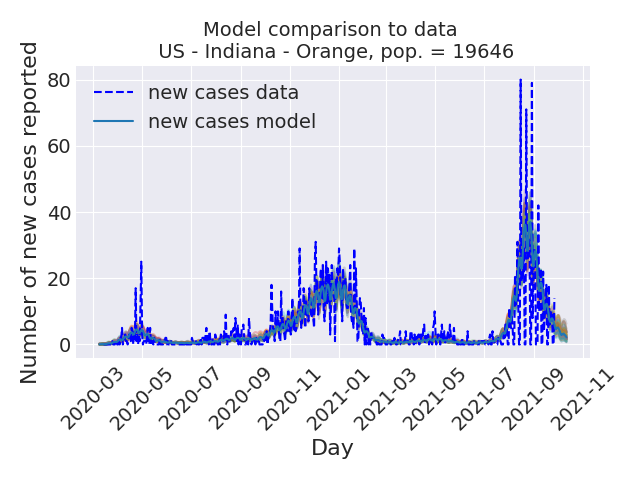 Model comparison to data
US - Indiana - Orange, pop. = 19646
new cases data
new cases model
Number of new cases reported
80
60
40
20
0
2020-03
2020-05
2020-07
2020-09
2020-11
2021-01
2021-03
2021-05
2021-07
2021-09
2021-11
Day